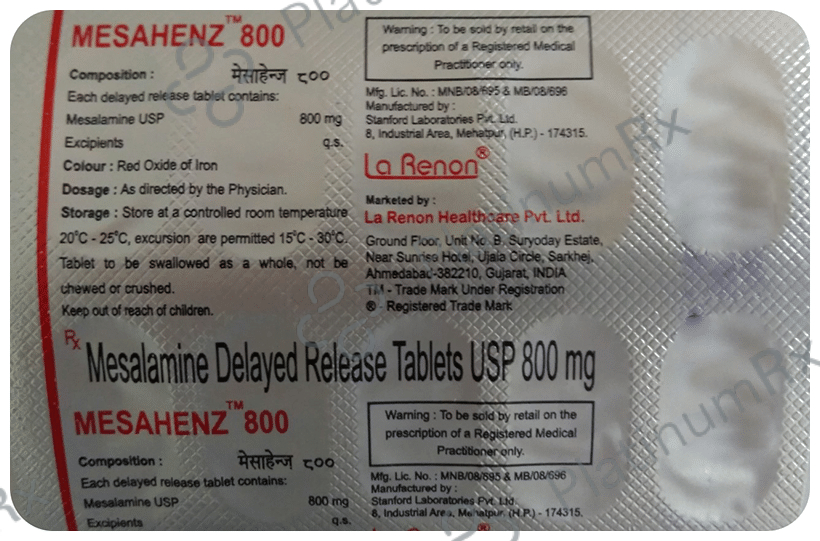 MESAHENZ™ 800
Composition : मेसाहेन्ज ८००
Each delayed release tablet contains:
Mesalamine USP 800 mg
Excipients q.s.
Colour : Red Oxide of Iron
Dosage : As directed by the Physician.
Storage : Store at a controlled room temperature
20°C - 25°C, excursion are permitted 15°C - 30°C.
Tablet to be swallowed as a whole, not be
chewed or crushed.
Keep out of reach of children.
Warning : To be sold by retail on the
prescription of a Registered Medical
Practitioner only.
Mfg. Lic. No. : MNB/08/695 & MB/08/696
Manufactured by :
Stanford Laboratories Pvt. Ltd.
8, Industrial Area, Mehatpur, (H.P.) - 174315.
La Renon®
Marketed by :
La Renon Healthcare Pvt. Ltd.
Ground Floor, Unit No. B, Suryoday Estate,
Near Sunrise Hotel, Ujala Circle, Sarkhej,
Ahmedabad-382210, Gujarat, INDIA
TM - Trade Mark Under Registration
® - Registered Trade Mark
Rx Mesalamine Delayed Release Tablets USP 800 mg
MESAHENZ™ 800
Composition : मेसाहेन्ज ८००
Each delayed release tablet contains:
Mesalamine USP 800 mg
Excipients q.s.
Warning : To be sold by retail on the
prescription of a Registered Medical
Practitioner only.
Mfg. Lic. No. : MNB/08/695 & MB/08/696
Manufactured by :
Stanford Laboratories Pvt. Ltd.
8, Industrial Area, Mehatpur, (H.P.) - 174315.
La Renon®
PlatinumRx
PlatinumRx